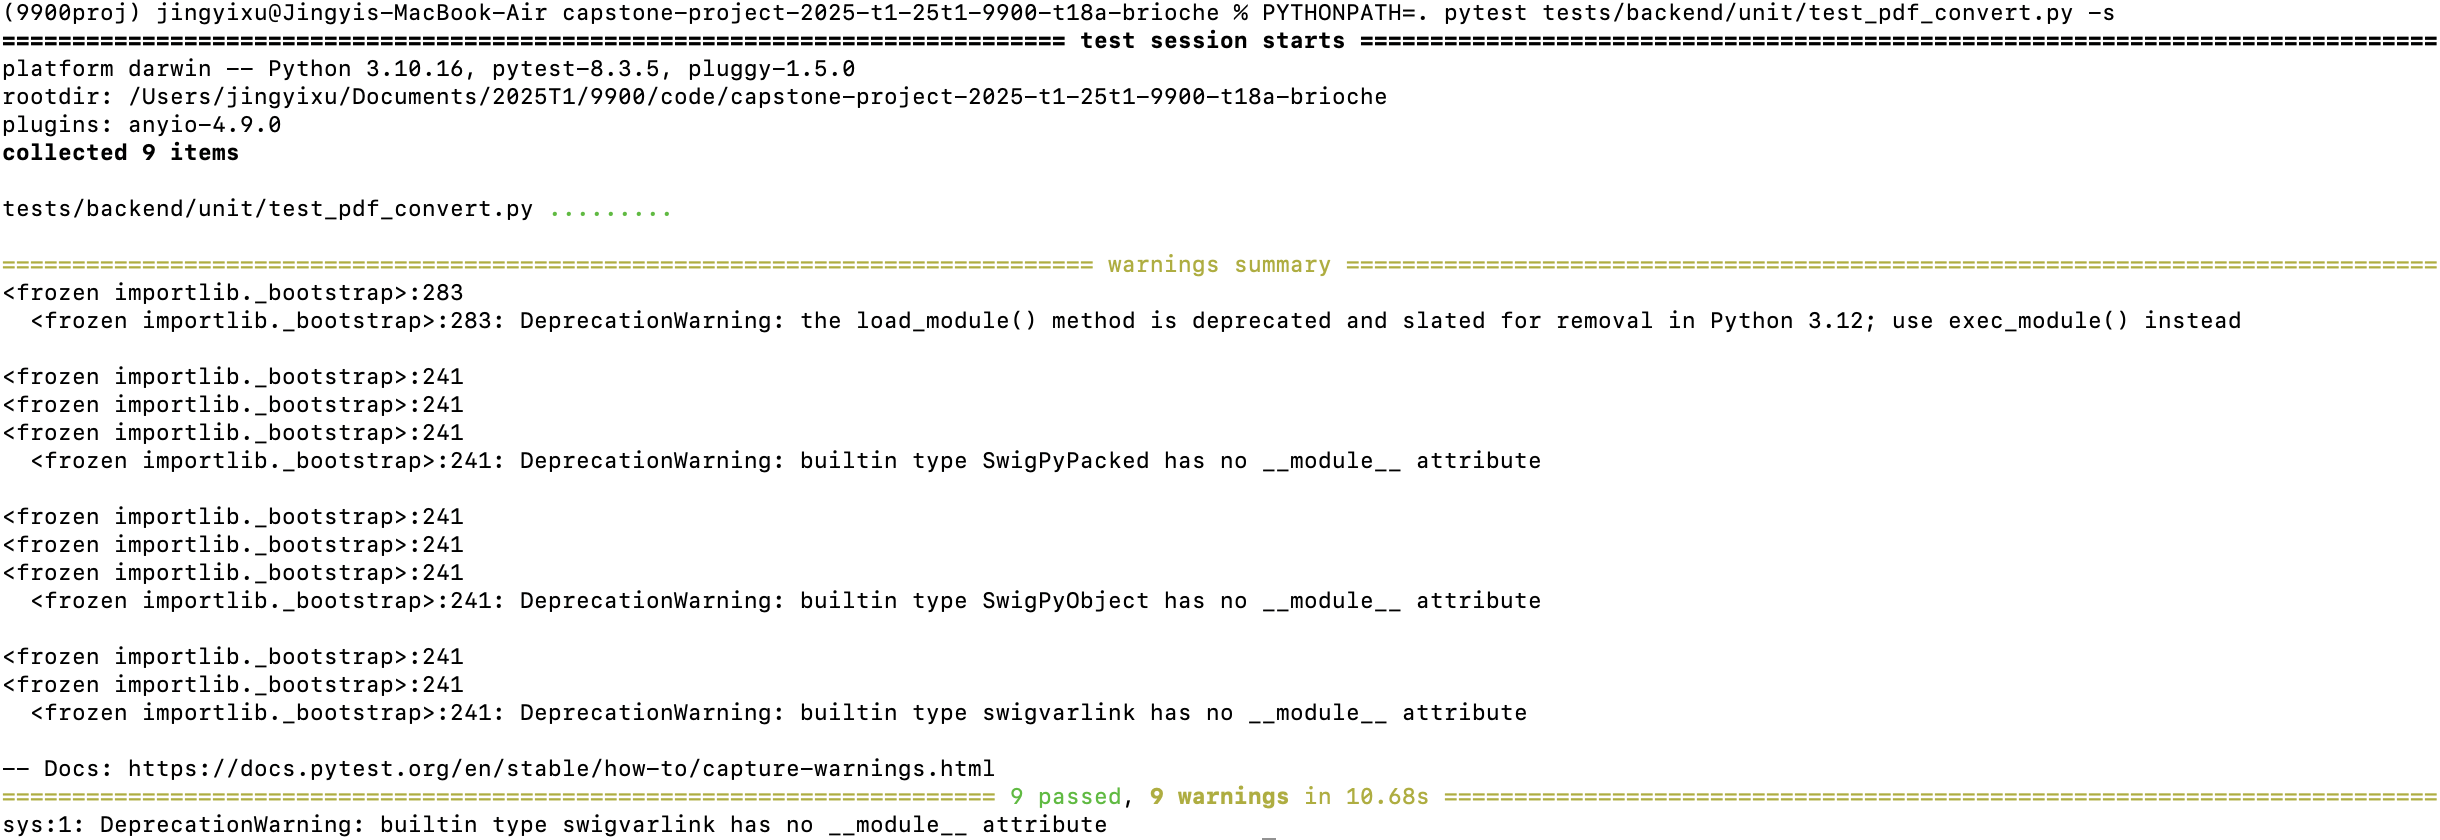 (9900proj) jingyixu@Jingyis-MacBook-Air capstone-project-2025-t1-25t1-9900-t18a-brioche % PYTHONPATH=. pytest tests/backend/unit/test_pdf_convert.py -s
============================================================================ test session starts =============================================================================
platform darwin -- Python 3.10.16, pytest-8.3.5, pluggy-1.5.0
rootdir: /Users/jingyixu/Documents/2025T1/9900/code/capstone-project-2025-t1-25t1-9900-t18a-brioche
plugins: anyio-4.9.0
collected 9 items

tests/backend/unit/test_pdf_convert.py .........

============================================================================== warnings summary ==============================================================================
<frozen importlib._bootstrap>:283
  <frozen importlib._bootstrap>:283: DeprecationWarning: the load_module() method is deprecated and slated for removal in Python 3.12; use exec_module() instead

<frozen importlib._bootstrap>:241
<frozen importlib._bootstrap>:241
<frozen importlib._bootstrap>:241
  <frozen importlib._bootstrap>:241: DeprecationWarning: builtin type SwigPyPacked has no __module__ attribute

<frozen importlib._bootstrap>:241
<frozen importlib._bootstrap>:241
<frozen importlib._bootstrap>:241
  <frozen importlib._bootstrap>:241: DeprecationWarning: builtin type SwigPyObject has no __module__ attribute

<frozen importlib._bootstrap>:241
<frozen importlib._bootstrap>:241
  <frozen importlib._bootstrap>:241: DeprecationWarning: builtin type swigvarlink has no __module__ attribute

-- Docs: https://docs.pytest.org/en/stable/how-to/capture-warnings.html
======================================================================= 9 passed, 9 warnings in 10.68s =======================================================================
sys:1: DeprecationWarning: builtin type swigvarlink has no __module__ attribute